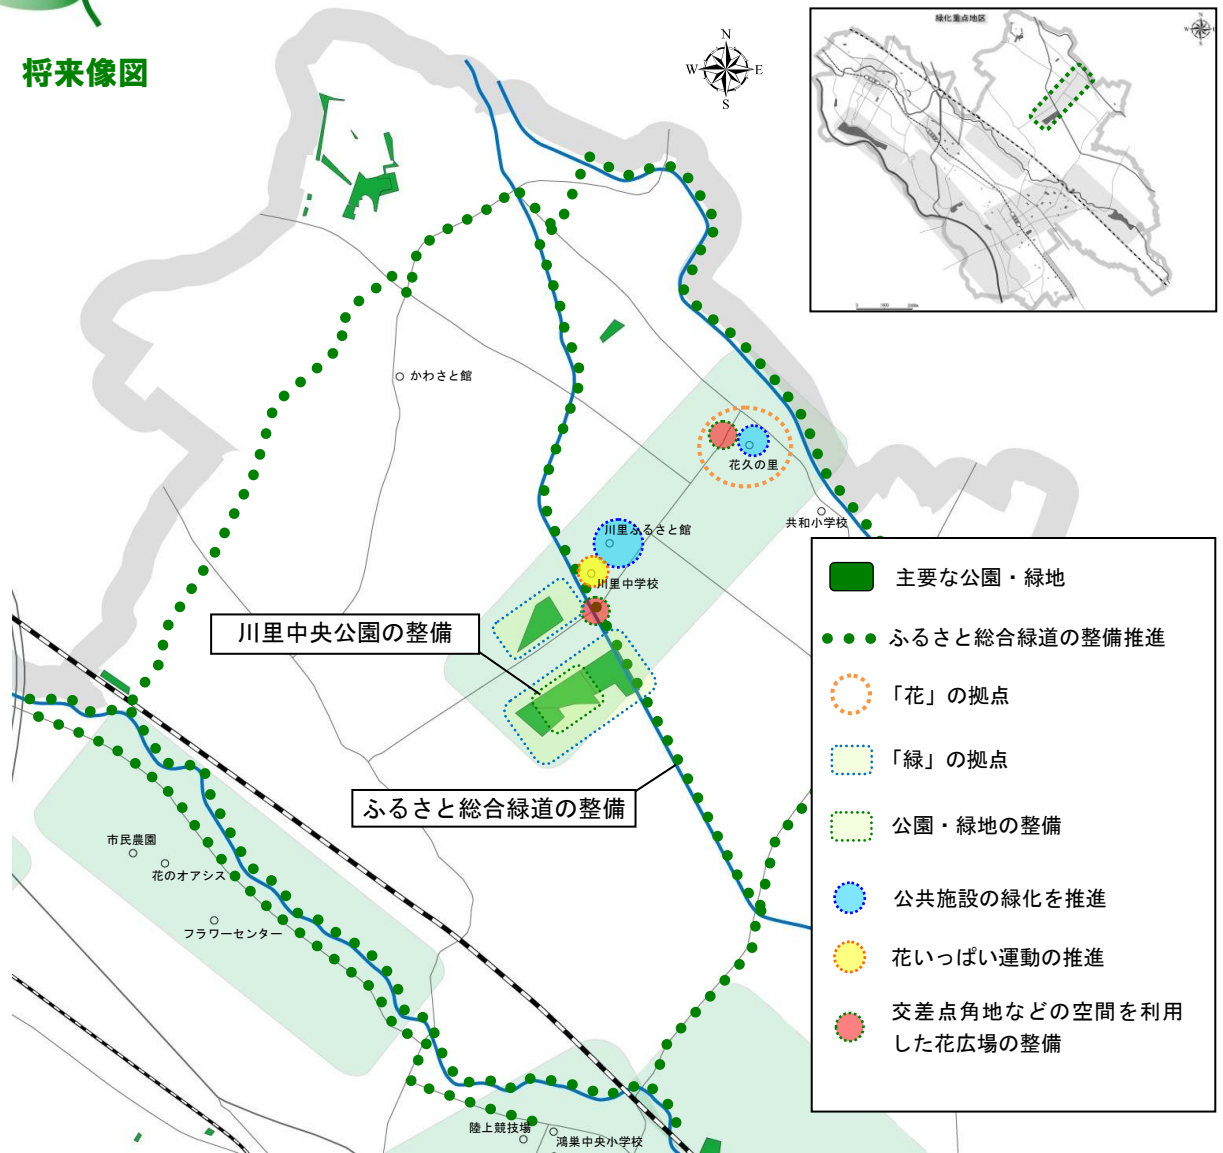 将来像図
N
W
E
S
緑化重点地区
かわさと館
花久の里
共和小学校
川里ふるさと館
川里中学校
川里中央公園の整備
ふるさと総合緑道の整備
市民農園
花のオアシス
フラワーセンター
陸上競技場
鴻巣中央小学校
主要な公園・緑地
ふるさと総合緑道の整備推進
「花」の拠点
「緑」の拠点
公園・緑地の整備
公共施設の緑化を推進
花いっぱい運動の推進
交差点角地などの空間を利用
した花広場の整備